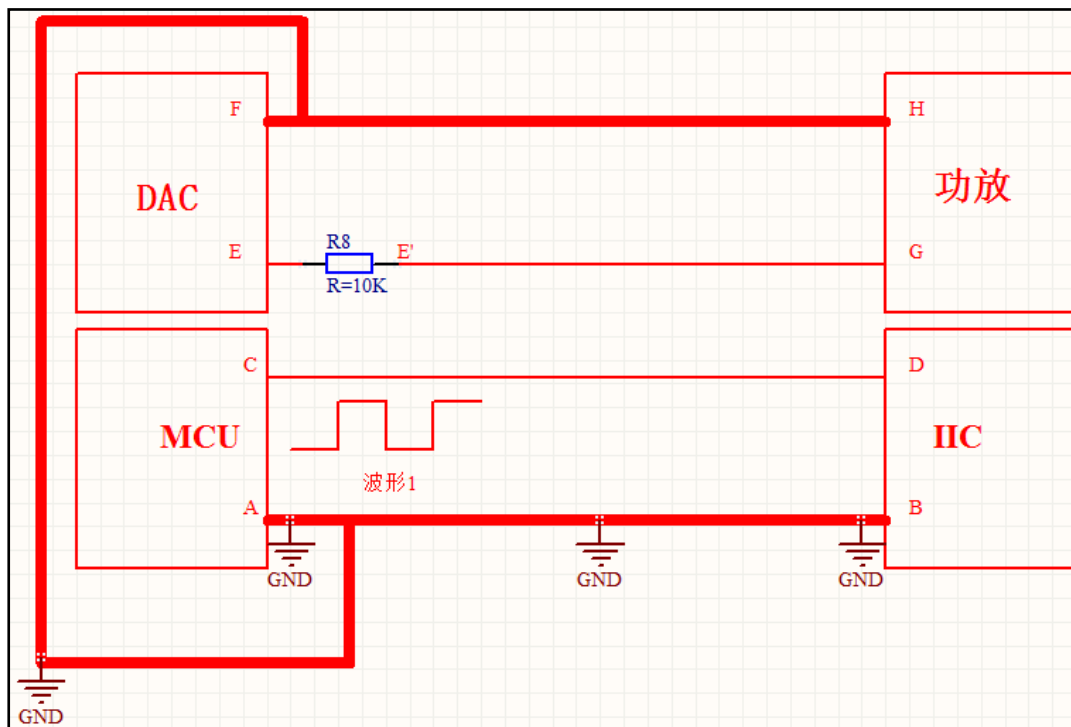 F
H
DAC
功放
R8
E
E'
G
R=10K
C
D
MCU
IIC
波形1
A
B
GND
GND
GND
GND